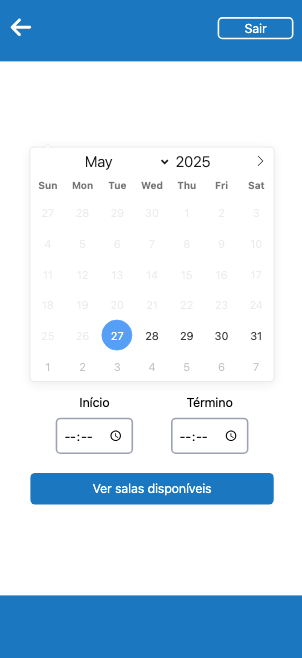 Sair
May 2025
Sun Mon Tue Wed Thu Fri Sat
27 28 29 30 1 2 3
4 5 6 7 8 9 10
11 12 13 14 15 16 17
18 19 20 21 22 23 24
25 26 27 28 29 30 31
1 2 3 4 5 6 7
Início Término
--:-- --:--
Ver salas disponíveis